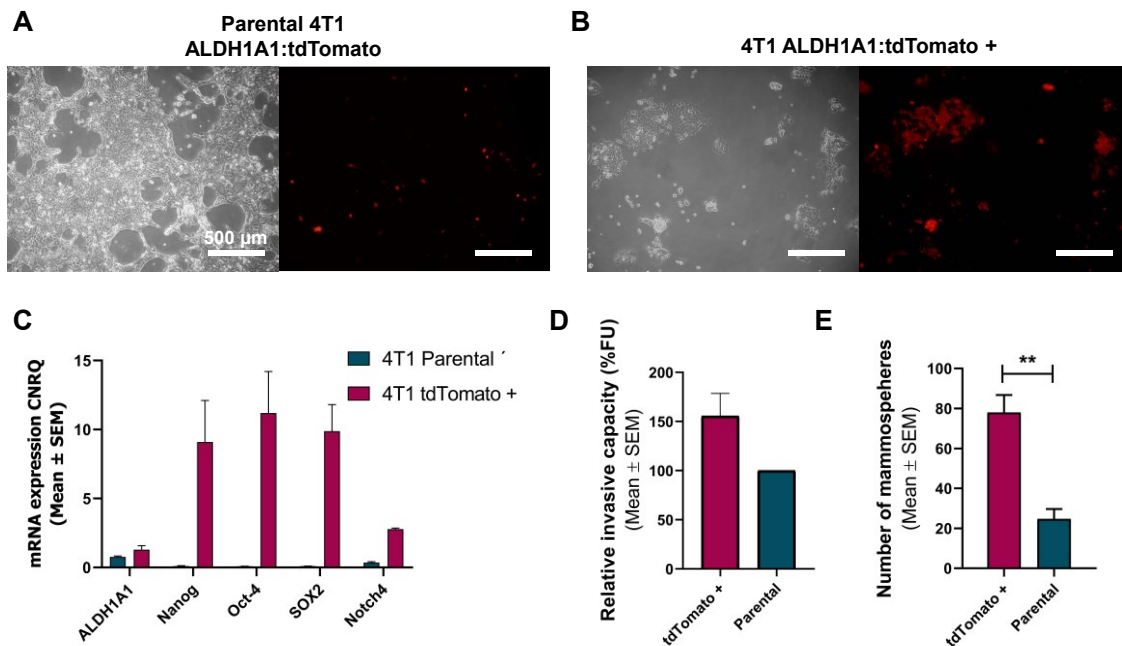 A
Parental 4T1
ALDH1A1:tdTomato
500 µm
B
4T1 ALDH1A1:tdTomato +
C
mRNA expression CNRQ
(Mean ± SEM)
15
10
5
0
4T1 Parental ´
4T1 tdTomato +
ALDH1A1
Nanog
Oct-4
SOX2
Notch4
D
Relative invasive capacity (%FU)
(Mean ± SEM)
200
150
100
50
0
tdTomato +
Parental
E
Number of mammospeheres
(Mean ± SEM)
100
80
60
40
20
0
**
tdTomato +
Parental